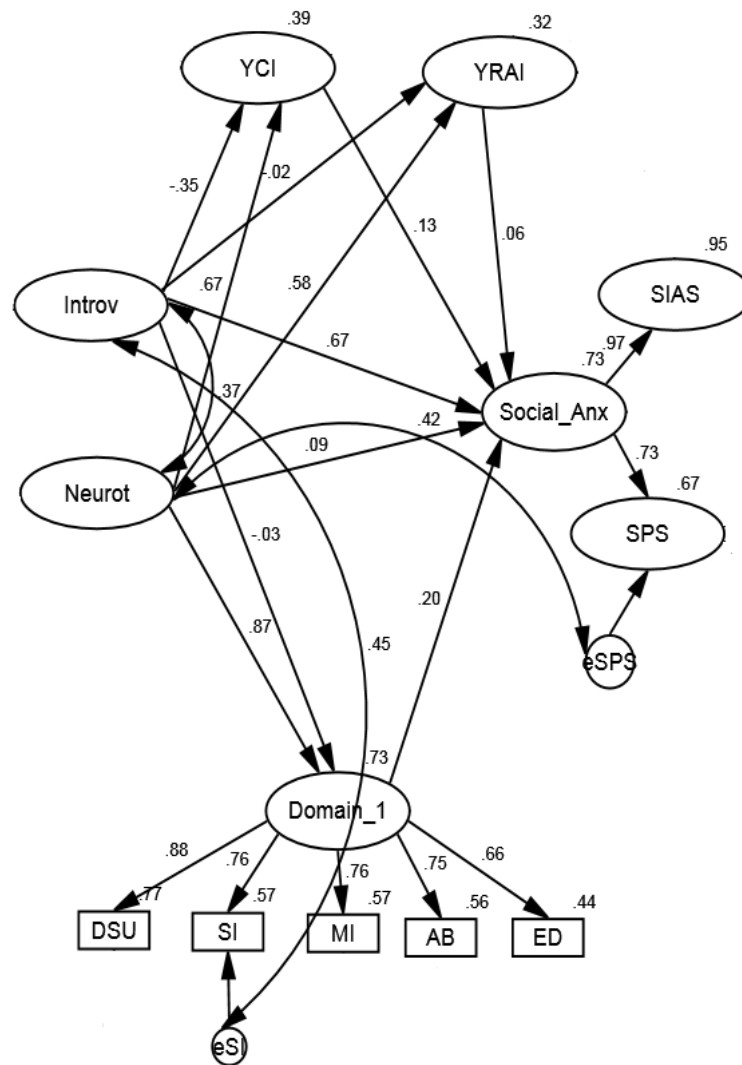 .39
.32
YCI
YRAI
-.35
-.02
.13
.06
.95
SIAS
Introv
.67
.58
.67
.97
.73
Social_Anx
.37
.42
.09
.73
Neurot
.67
SPS
-.03
.20
.87
.45
eSPS
.73
Domain_1
.88
.76
.76
.75
.66
.77
.57
.57
.56
.44
DSU
SI
MI
AB
ED
eSI